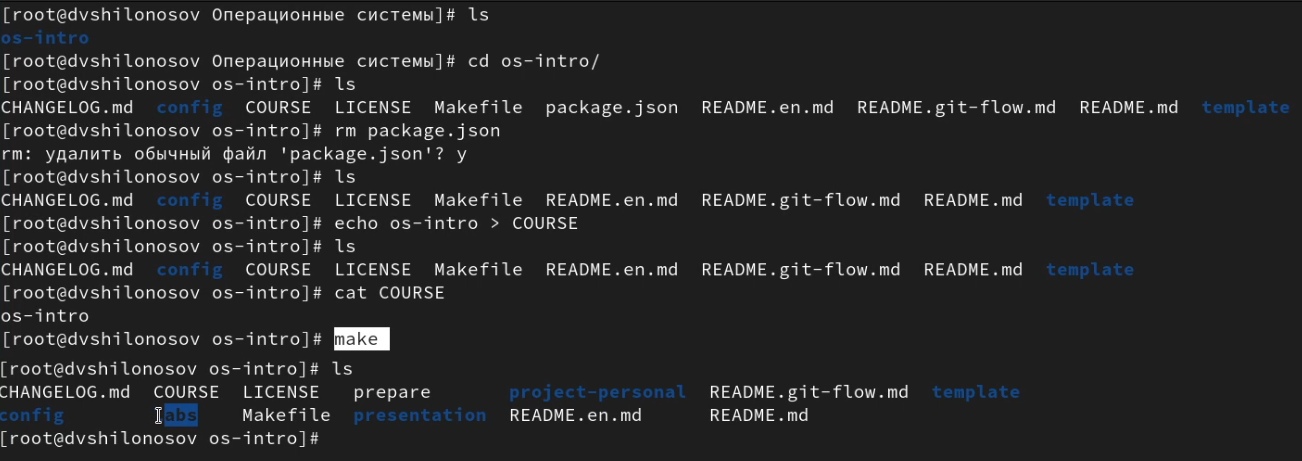 [root@dvshilonosov Операционные системы]# ls
os-intro
[root@dvshilonosov Операционные системы]# cd os-intro/
[root@dvshilonosov os-intro]# ls
CHANGELOG.md config COURSE LICENSE Makefile package.json README.en.md README.git-flow.md README.md template
[root@dvshilonosov os-intro]# rm package.json
rm: удалить обычный файл 'package.json'? y
[root@dvshilonosov os-intro]# ls
CHANGELOG.md config COURSE LICENSE Makefile README.en.md README.git-flow.md README.md template
[root@dvshilonosov os-intro]# echo os-intro > COURSE
[root@dvshilonosov os-intro]# ls
CHANGELOG.md config COURSE LICENSE Makefile README.en.md README.git-flow.md README.md template
[root@dvshilonosov os-intro]# cat COURSE
os-intro
[root@dvshilonosov os-intro]# make
[root@dvshilonosov os-intro]# ls
CHANGELOG.md COURSE LICENSE prepare project-personal README.git-flow.md template
config labs Makefile presentation README.en.md README.md
[root@dvshilonosov os-intro]#